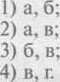 1) а, б;
2) а, в;
3) б, в;
4) в, г.